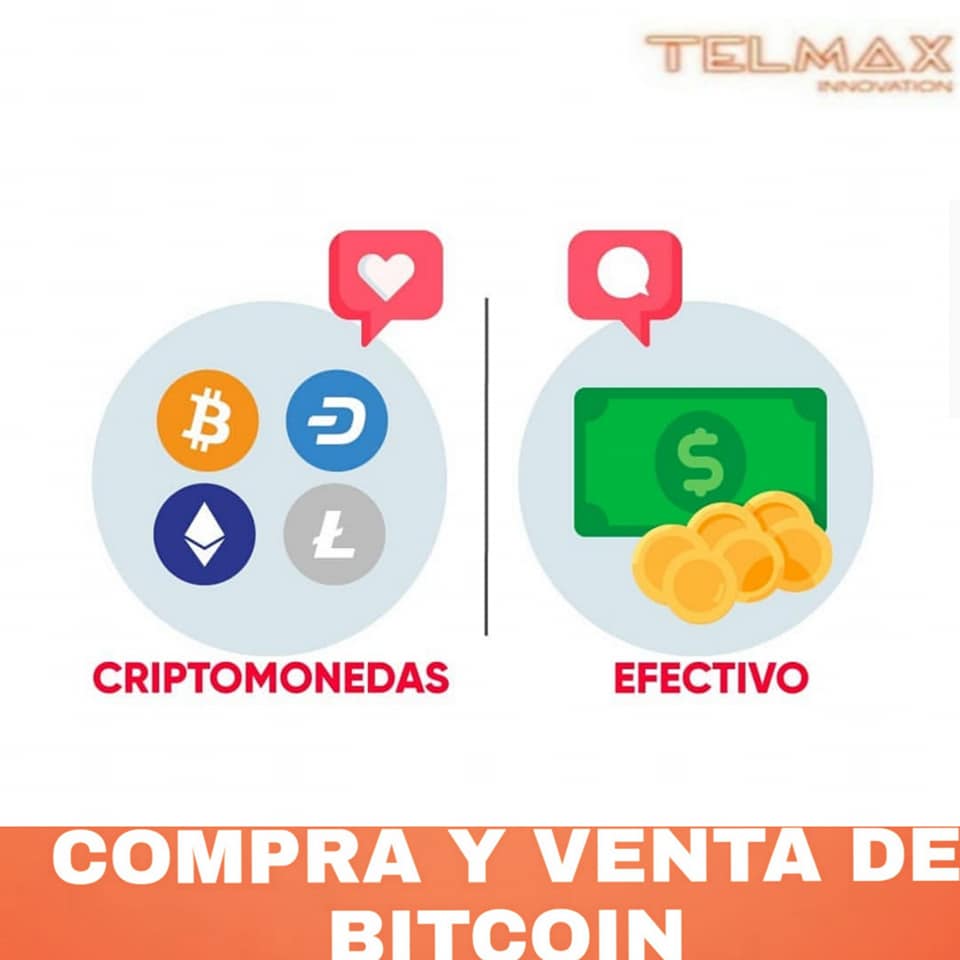 TELMAX
INNOVATION
CRIPTOMONEDAS
EFECTIVO
COMPRA Y VENTA DE
BITCOIN